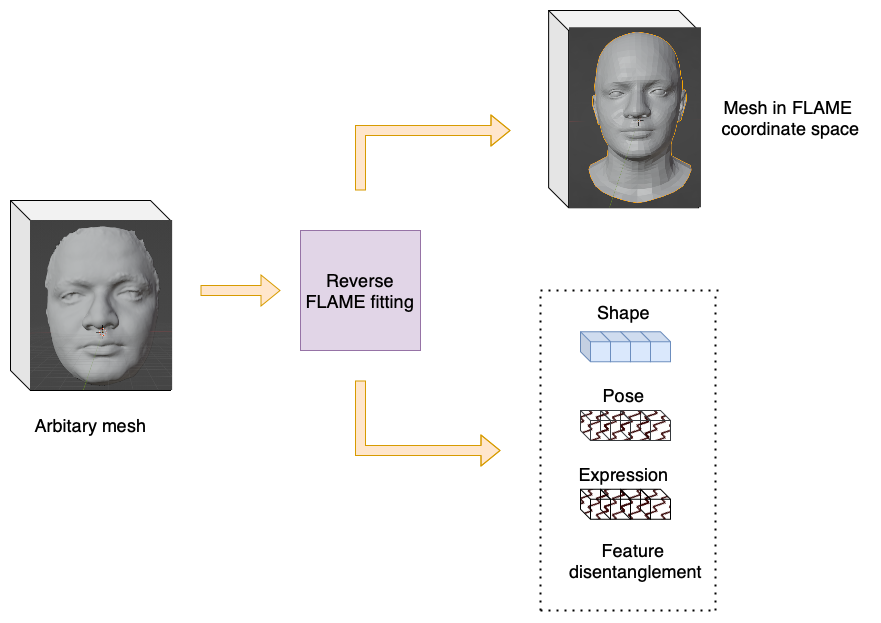 Mesh in FLAME
coordinate space
Arbitary mesh
Reverse
FLAME fitting
Shape
Pose
Expression
Feature
disentanglement